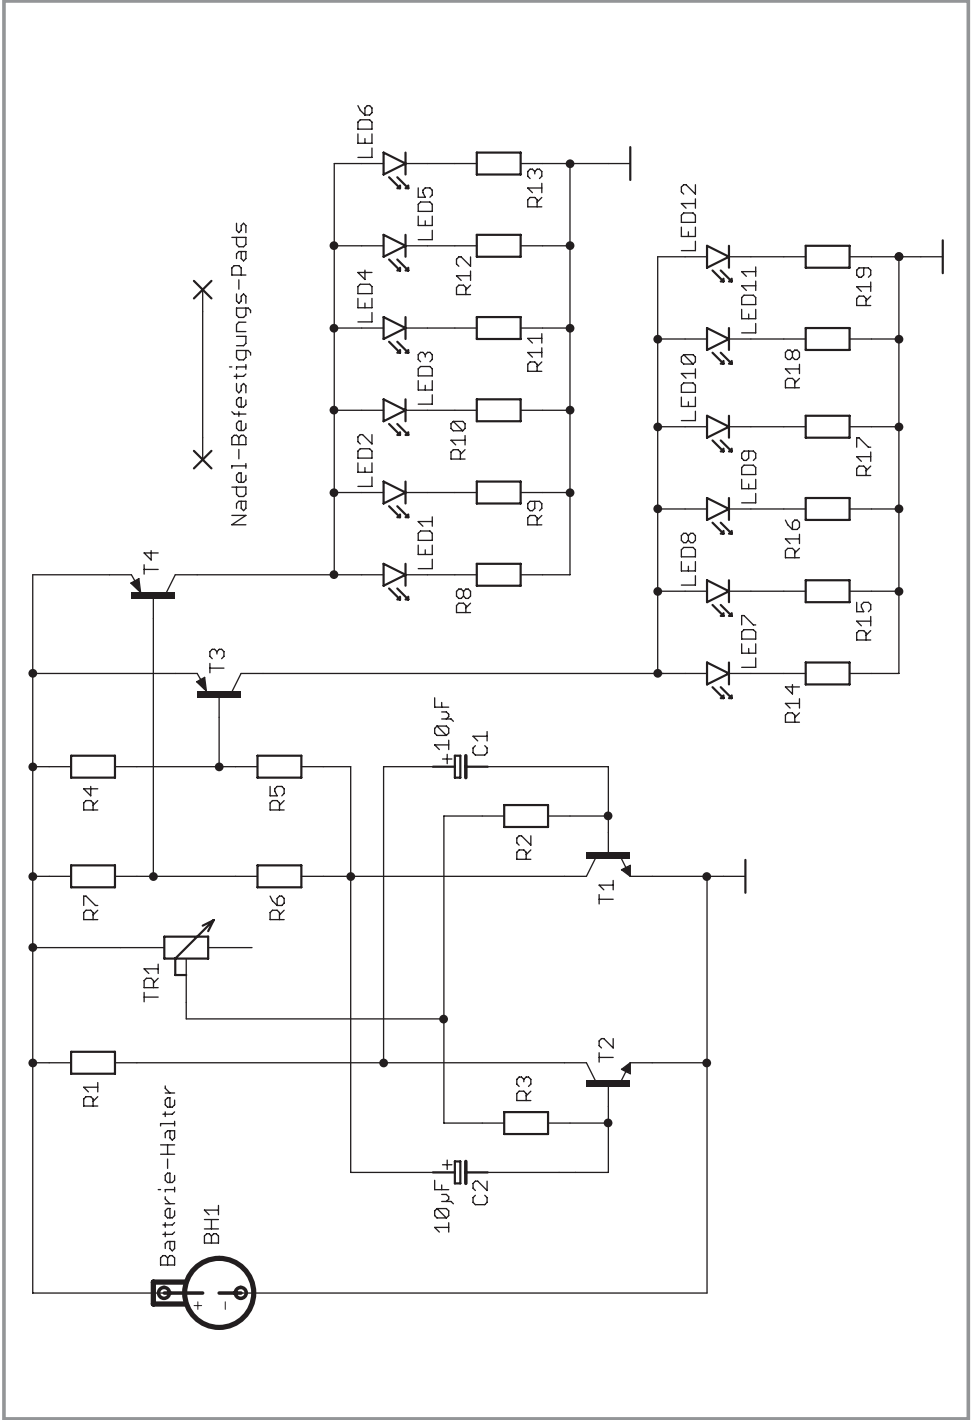 LED6
LED5
LED4
LED3
LED2
LED1
R13
R12
R11
R10
R9
R8
Nadel-Befestigungs-Pads
LED12
LED11
LED10
LED9
LED8
LED7
R19
R18
R17
R16
R15
R14
T4
T3
R4
R5
+10µF
C1
R7
R6
R2
T1
TR1
R1
T2
R3
10µF +
C2
Batterie-Halter
BH1
+
-